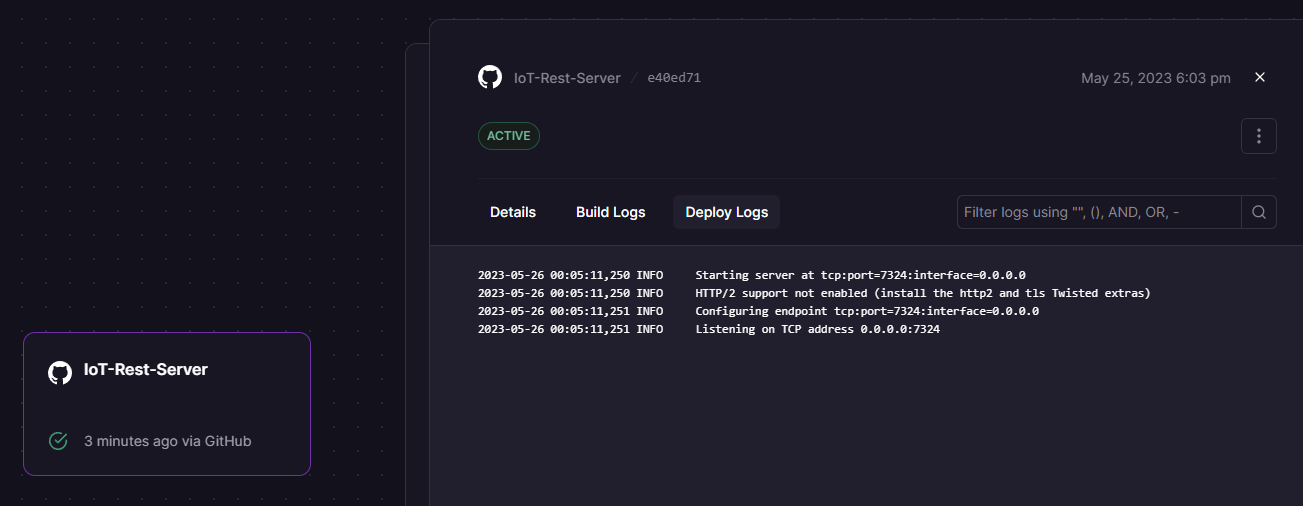 IoT-Rest-Server / e40ed71
May 25, 2023 6:03 pm
ACTIVE
Details Build Logs Deploy Logs
Filter logs using "", (), AND, OR, -
2023-05-26 00:05:11,250 INFO Starting server at tcp:port=7324:interface=0.0.0.0
2023-05-26 00:05:11,250 INFO HTTP/2 support not enabled (install the http2 and tls Twisted extras)
2023-05-26 00:05:11,251 INFO Configuring endpoint tcp:port=7324:interface=0.0.0.0
2023-05-26 00:05:11,251 INFO Listening on TCP address 0.0.0.0:7324
IoT-Rest-Server
3 minutes ago via GitHub